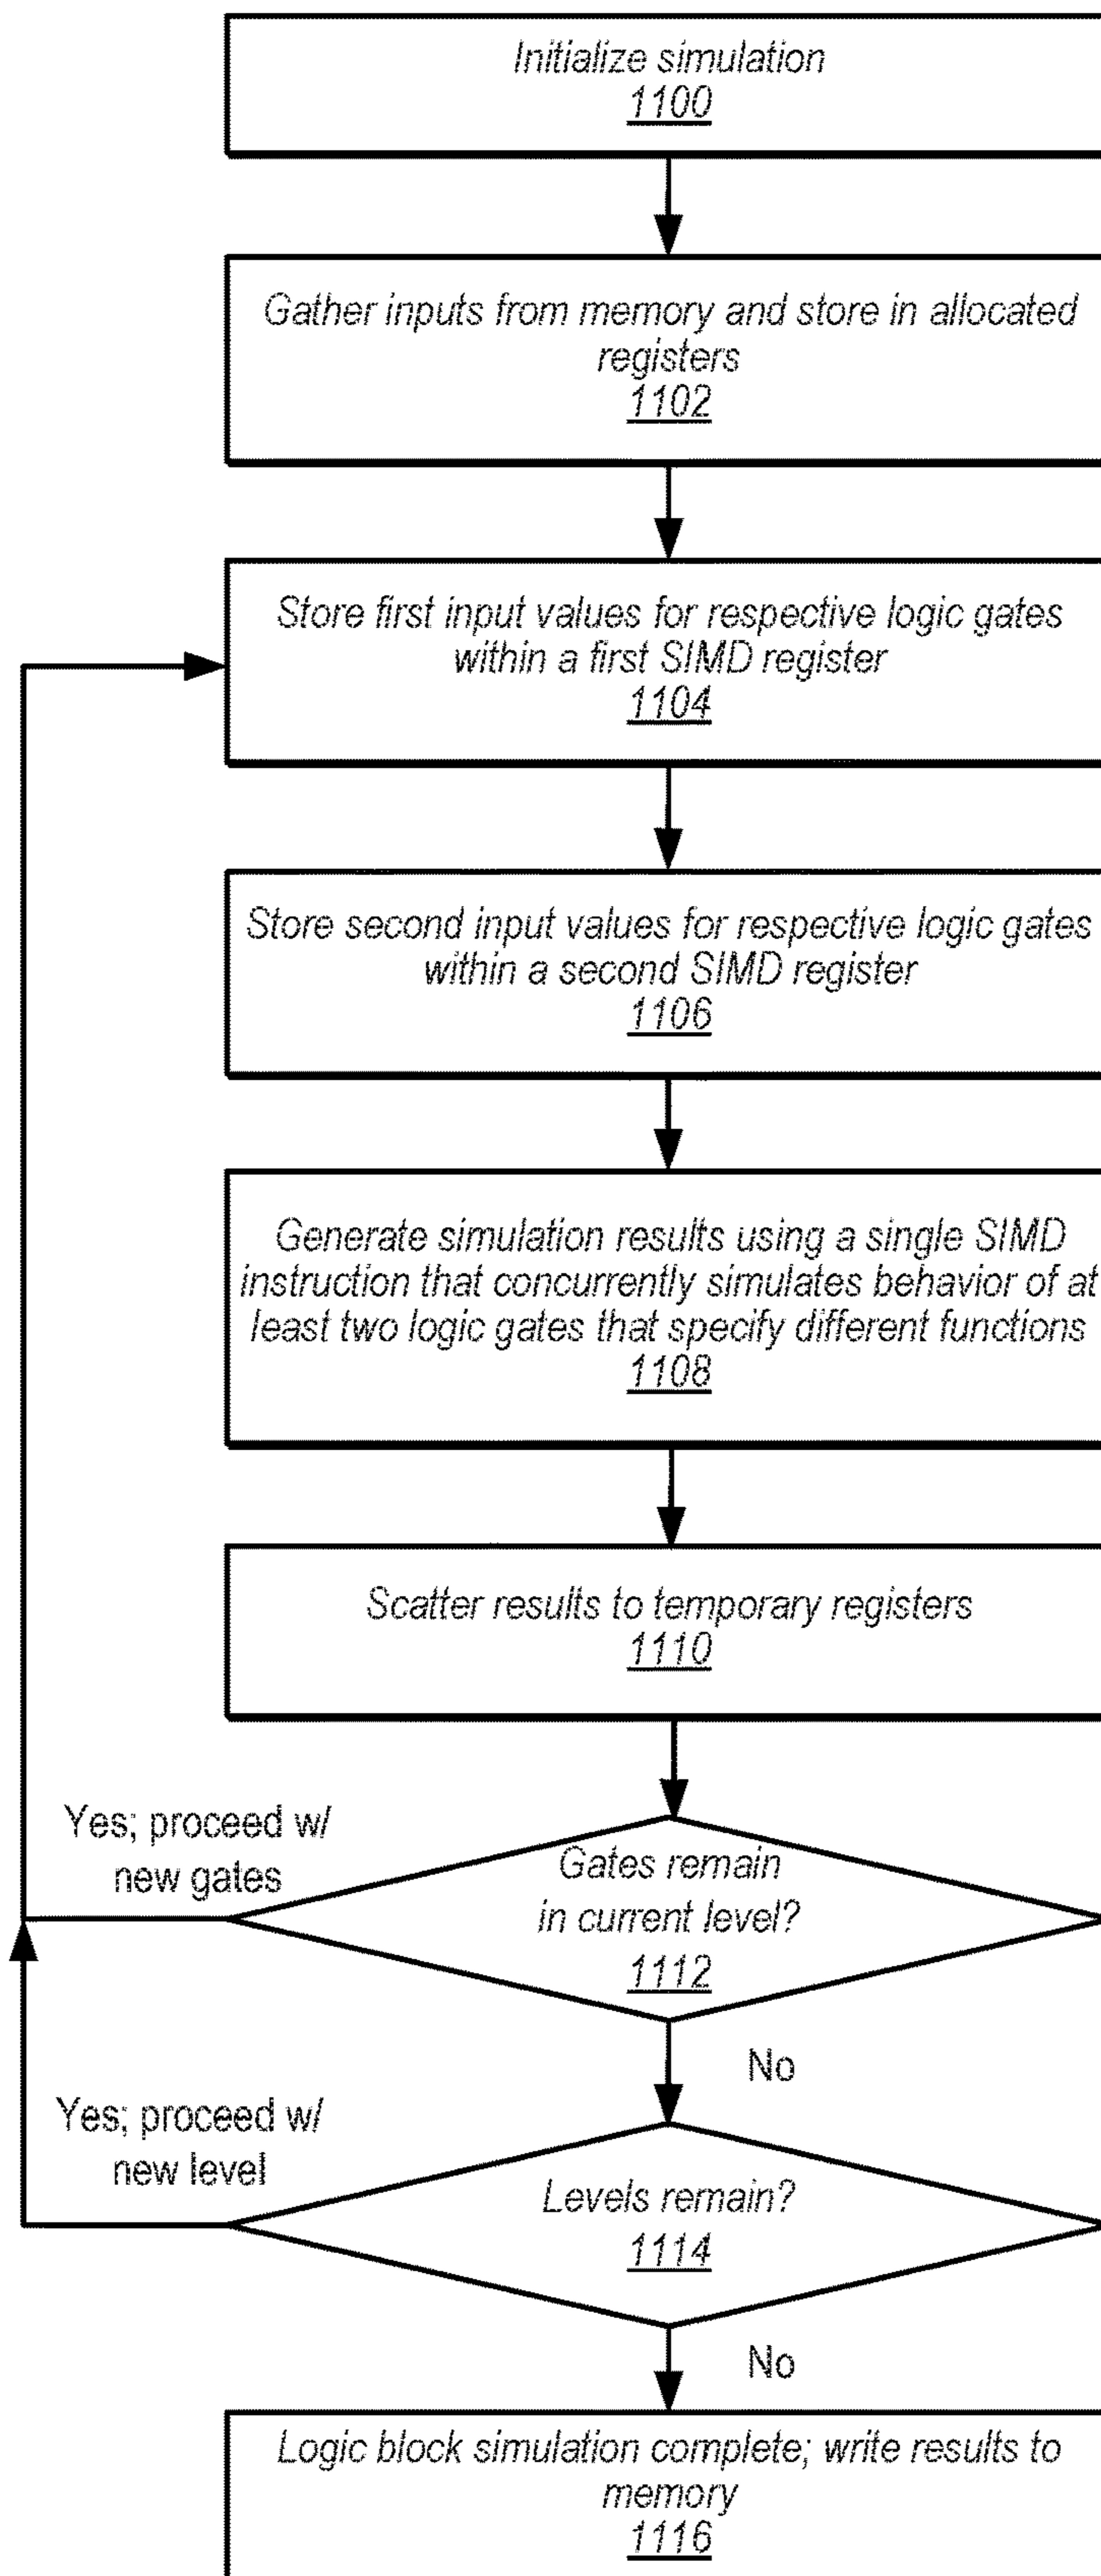 Initialize simulation
1100
Gather inputs from memory and store in allocated
registers
1102
Store first input values for respective logic gates
within a first SIMD register
1104
Store second input values for respective logic gates
within a second SIMD register
1106
Generate simulation results using a single SIMD
instruction that concurrently simulates behavior of at
least two logic gates that specify different functions
1108
Scatter results to temporary registers
1110
Yes; proceed w/
new gates
Gates remain
in current level?
1112
No
Yes; proceed w/
new level
Levels remain?
1114
No
Logic block simulation complete; write results to
memory
1116